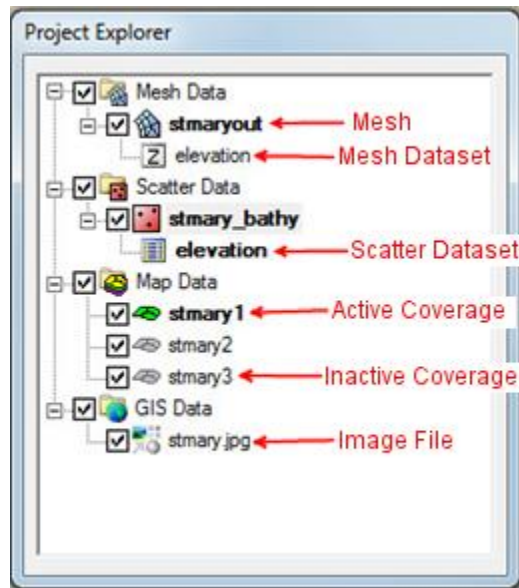 Project Explorer
Mesh Data
stmaryout Mesh
Z elevation Mesh Dataset
Scatter Data
stmary_bathy
elevation Scatter Dataset
Map Data
stmary1 Active Coverage
stmary2
stmary3 Inactive Coverage
GIS Data
stmary.jpg Image File